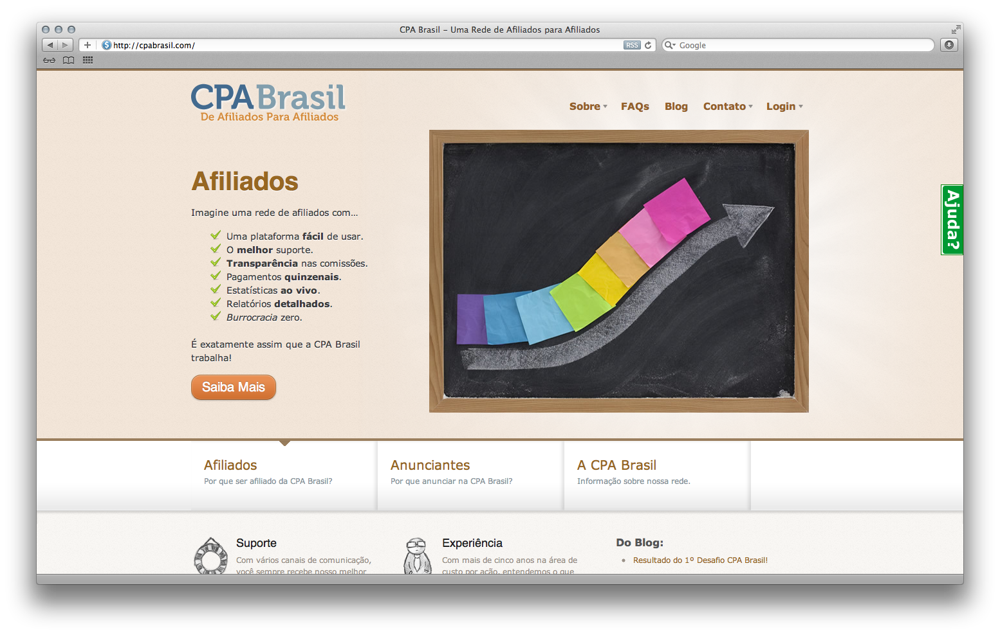 CPA Brasil – Uma Rede de Afiliados para Afiliados
http://cpabrasil.com/
RSS
Google
CPABrasil
De Afiliados Para Afiliados
Sobre
FAQs
Blog
Contato
Login
Afiliados
Imagine uma rede de afiliados com...
Uma plataforma fácil de usar.
O melhor suporte.
Transparência nas comissões.
Pagamentos quinzenais.
Estatísticas ao vivo.
Relatórios detalhados.
Burrocracia zero.
É exatamente assim que a CPA Brasil
trabalha!
Saiba Mais
Ajuda?
Afiliados
Por que ser afiliado da CPA Brasil?
Anunciantes
Por que anunciar na CPA Brasil?
A CPA Brasil
Informação sobre nossa rede.
Suporte
Com vários canais de comunicação,
você sempre recebe nosso melhor
Experiência
Com mais de cinco anos na área de
custo por ação, entendemos o que
Do Blog:
Resultado do 1º Desafio CPA Brasil!